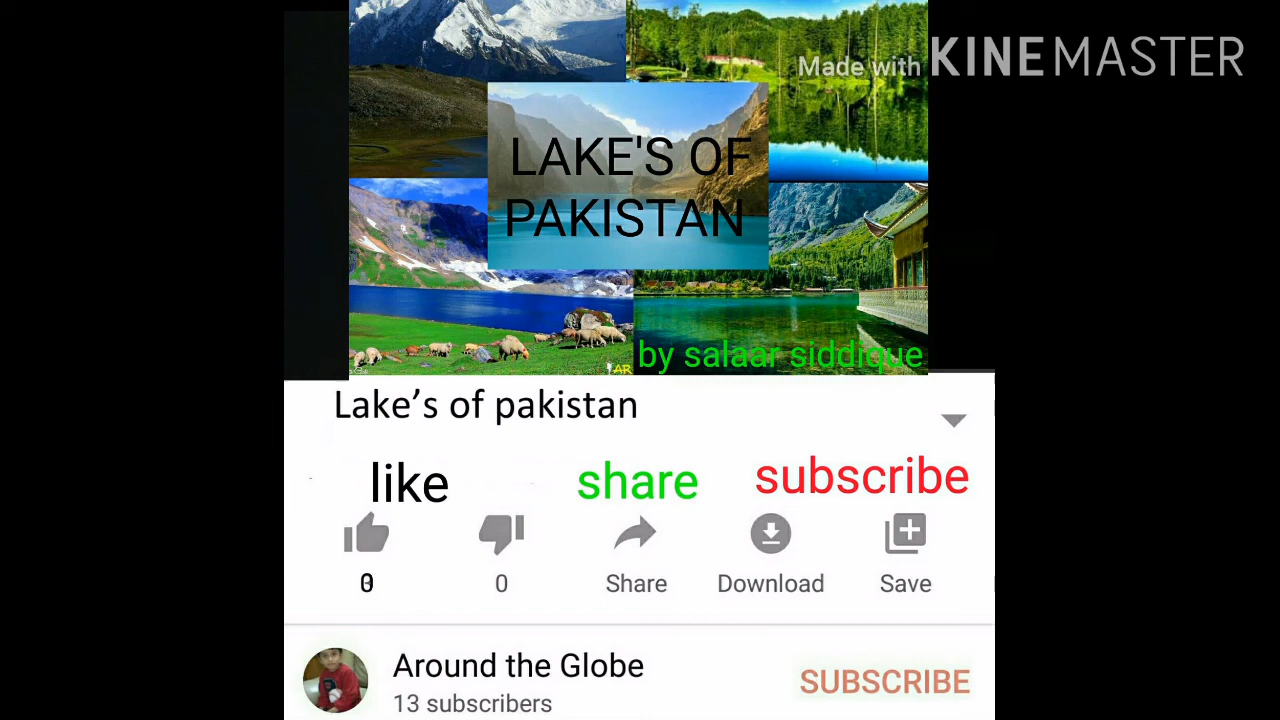 Made with KINEMASTER
LAKE'S OF
PAKISTAN
AR
by salaar siddique
Lake's of pakistan
like share subscribe
0 Share Download Save
Around the Globe
SUBSCRIBE
13 subscribers